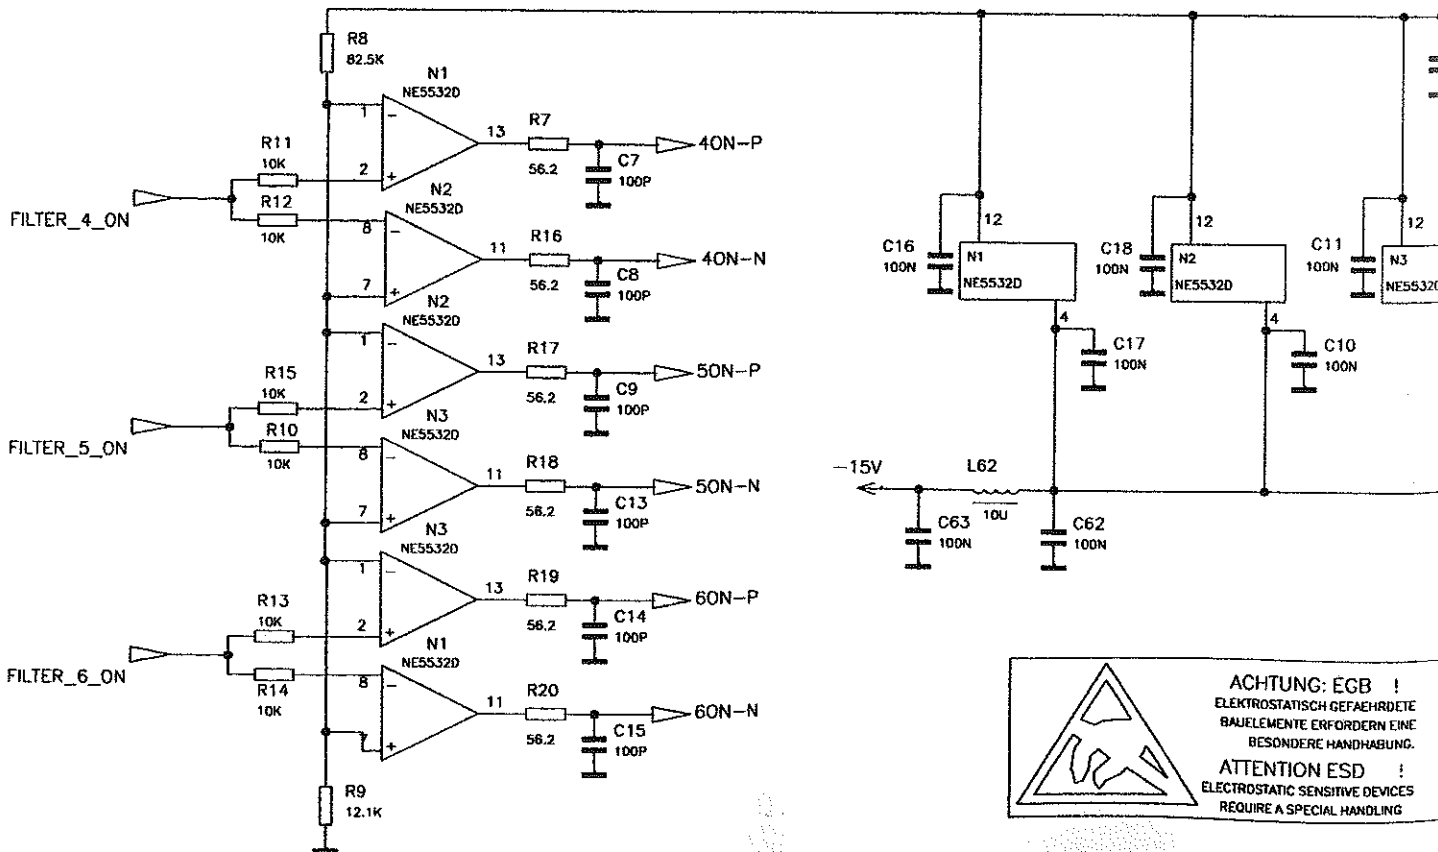 R8
82.5K
N1
NE5532D
1
2
13
R7
56.2
C7
100P
4ON-P
R11
10K
FILTER_4_ON
R12
10K
N2
NE5532D
8
7
11
R16
56.2
C8
100P
4ON-N
N2
NE5532D
1
2
13
R17
56.2
C9
100P
5ON-P
R15
10K
FILTER_5_ON
R10
10K
N3
NE5532D
8
7
11
R18
56.2
C13
100P
5ON-N
N3
NE5532D
1
2
13
R19
56.2
C14
100P
6ON-P
R13
10K
FILTER_6_ON
R14
10K
N1
NE5532D
8
11
R20
56.2
C15
100P
6ON-N
R9
12.1K
C16
100N
12
N1
NE5532D
4
C17
100N
C18
100N
12
N2
NE5532D
4
C10
100N
C11
100N
12
N3
NE5532D
-15V
L62
10U
C63
100N
C62
100N
ACHTUNG: EGB !
ELEKTROSTATISCH GEFAEHRDETE
BAUELEMENTE ERFORDERN EINE
BESONDERE HANDHABUNG.
ATTENTION ESD !
ELECTROSTATIC SENSITIVE DEVICES
REQUIRE A SPECIAL HANDLING